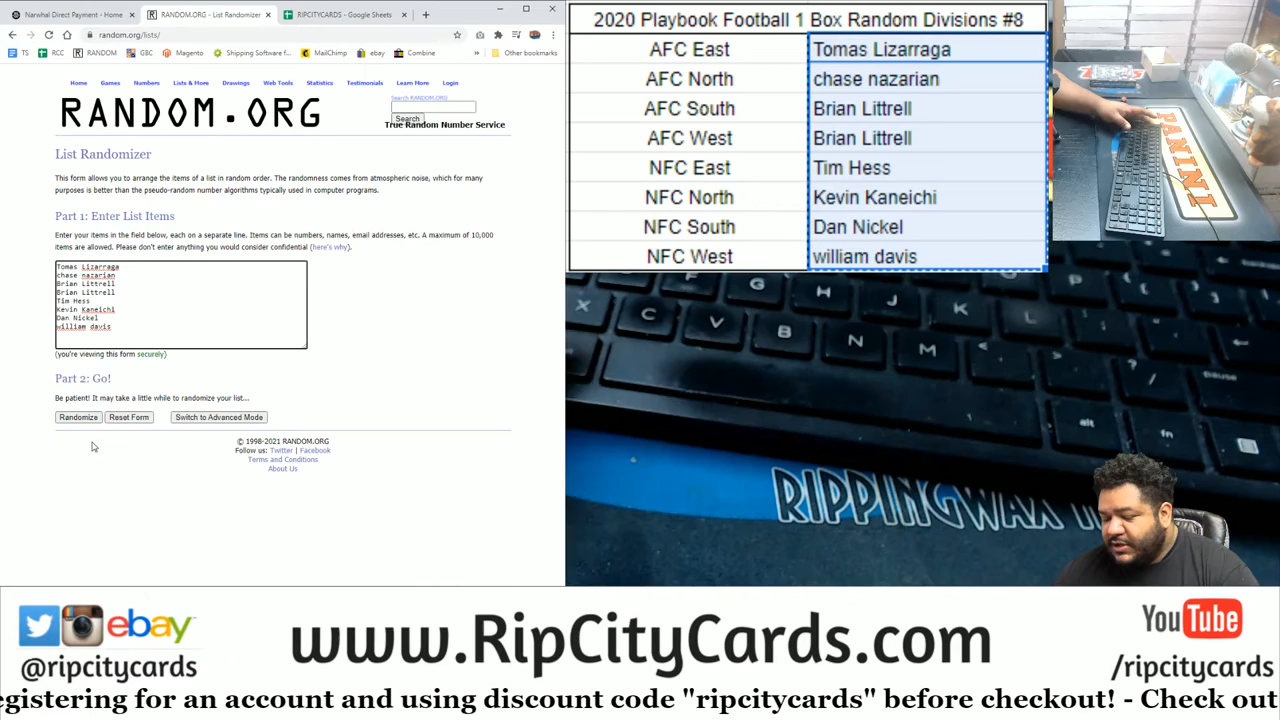 Narwhal Direct Payment - Home
RANDOM.ORG - List Randomizer
RIPCITYCARDS - Google Sheets
random.org/lists/
TS RCC RANDOM GBC Magento Shipping Software f... MailChimp ebay Combine » Other bookmarks
Home Games Numbers Lists & More Drawings Web Tools Statistics Testimonials Learn More Login
RANDOM.ORG
Search RANDOM.ORG
Search
True Random Number Service
List Randomizer
This form allows you to arrange the items of a list in random order. The randomness comes from atmospheric noise, which for many
purposes is better than the pseudo-random number algorithms typically used in computer programs.
Part 1: Enter List Items
Enter your items in the field below, each on a separate line. Items can be numbers, names, email addresses, etc. A maximum of 10,000
items are allowed. Please don't enter anything you would consider confidential (here's why).
Tomas Lizarraga
chase nazarian
Brian Littrell
Brian Littrell
Tim Hess
Kevin Kaneichi
Dan Nickel
william davis
(you're viewing this form securely)
Part 2: Go!
Be patient! It may take a little while to randomize your list...
Randomize Reset Form Switch to Advanced Mode
© 1998-2021 RANDOM.ORG
Follow us: Twitter | Facebook
Terms and Conditions
About Us
2020 Playbook Football 1 Box Random Divisions #8
AFC East Tomas Lizarraga
AFC North chase nazarian
AFC South Brian Littrell
AFC West Brian Littrell
NFC East Tim Hess
NFC North Kevin Kaneichi
NFC South Dan Nickel
NFC West william davis
PANINI
X C V B N M
G H J K L
alt fn ctrl
Pause
RIPPINGWAX
ebay
@ripcitycards
www.RipCityCards.com
YouTube
/ripcitycards
egistering for an account and using discount code "ripcitycards" before checkout! - Check out